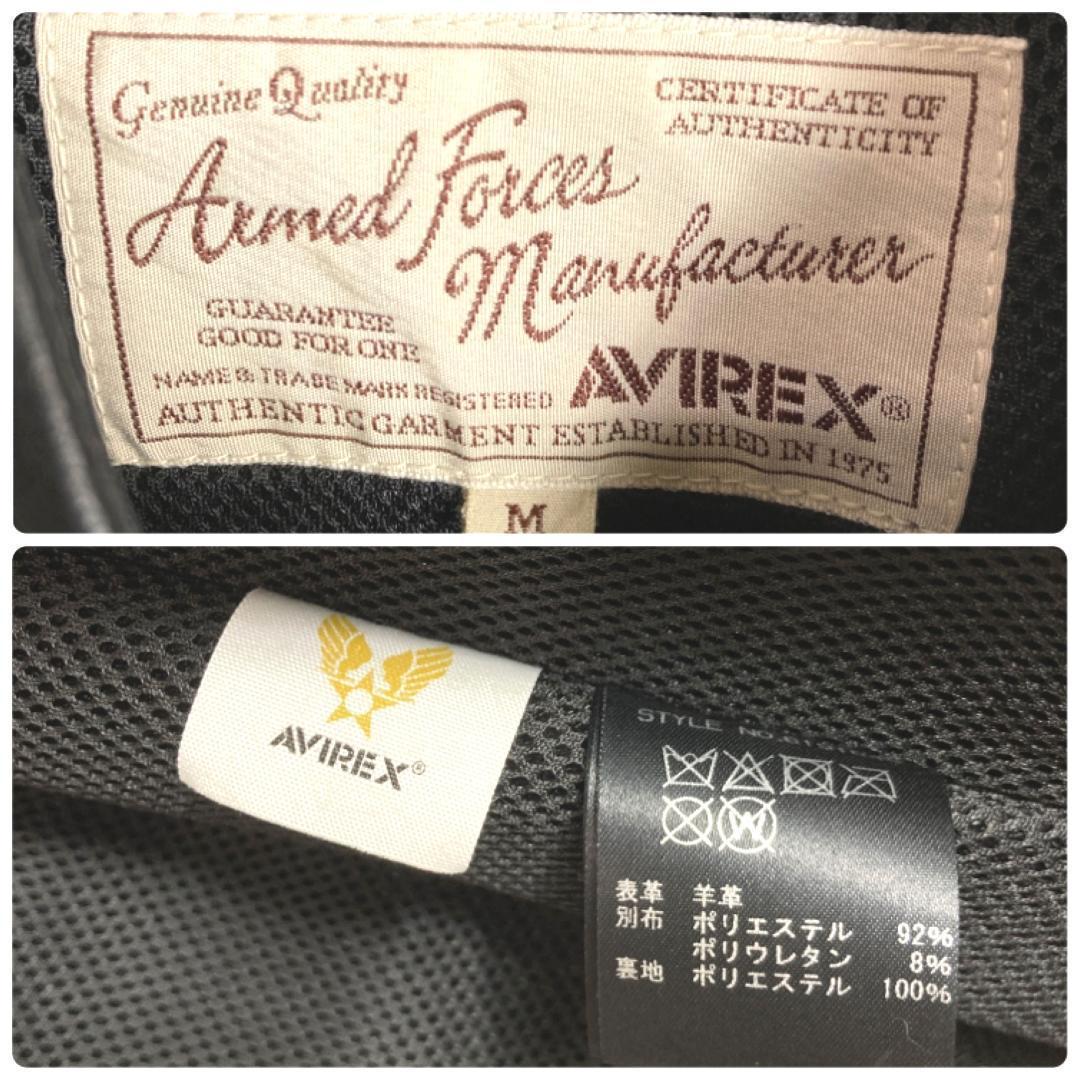 Genuine Quality
CERTIFICATE OF
AUTHENTICITY
Armed Forces
Manufacturer
GUARANTEE
GOOD FOR ONE
NAME & TRADE MARK REGISTERED
AVIREX®
AUTHENTIC GARMENT ESTABLISHED IN 1975
M
AVIREX®
STYLE NO
W
表革 羊革
別布 ポリエステル 92%
ポリウレタン 8%
裏地 ポリエステル 100%